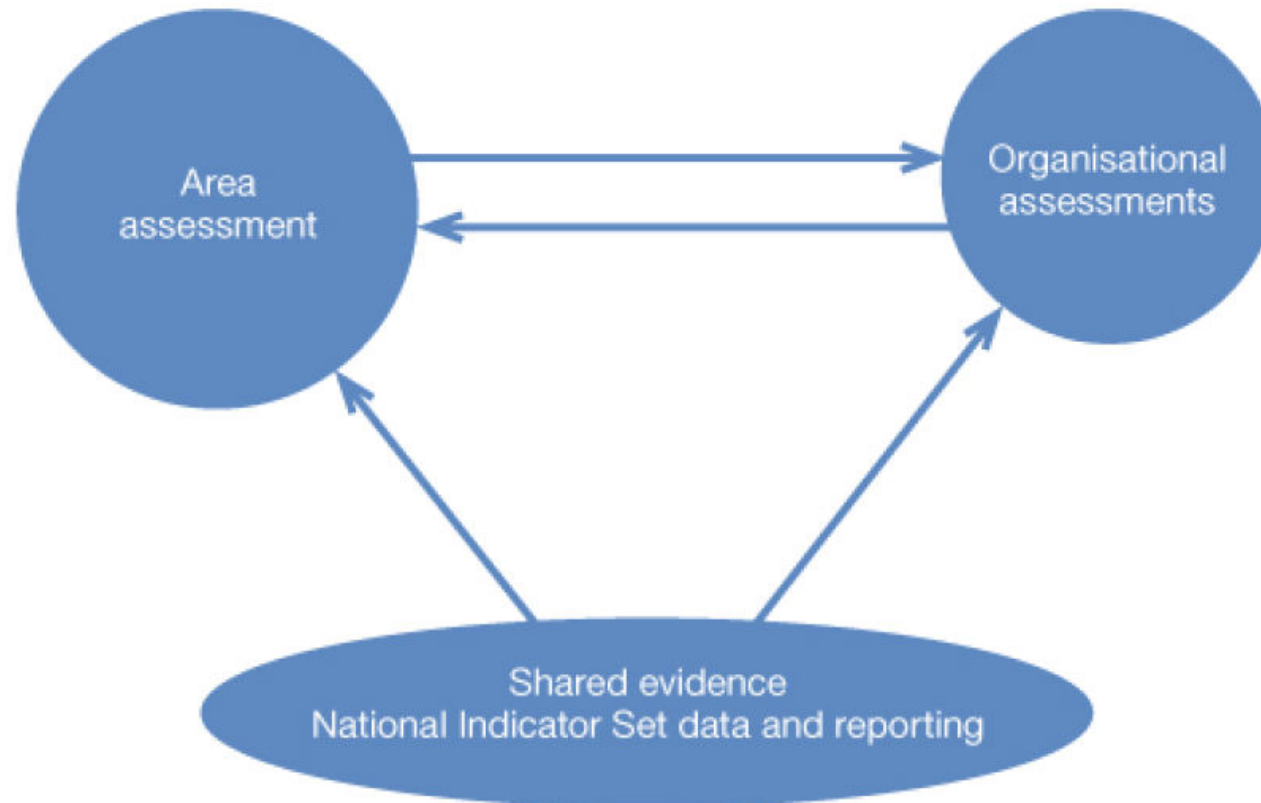 Area
assessment
Organisational
assessments
Shared evidence
National Indicator Set data and reporting